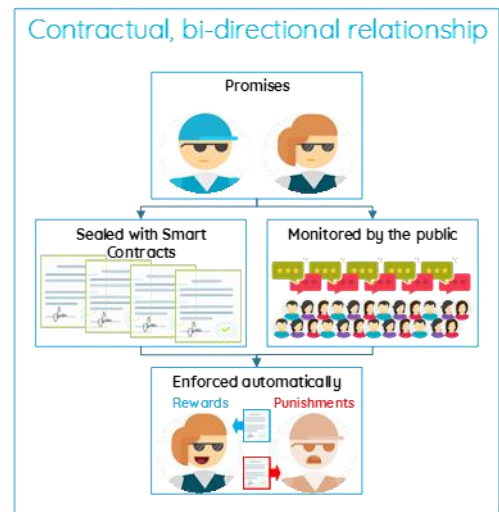 Contractual, bi-directional relationship
Promises
Sealed with Smart
Contracts
Monitored by the public
Enforced automatically
Rewards
Punishments